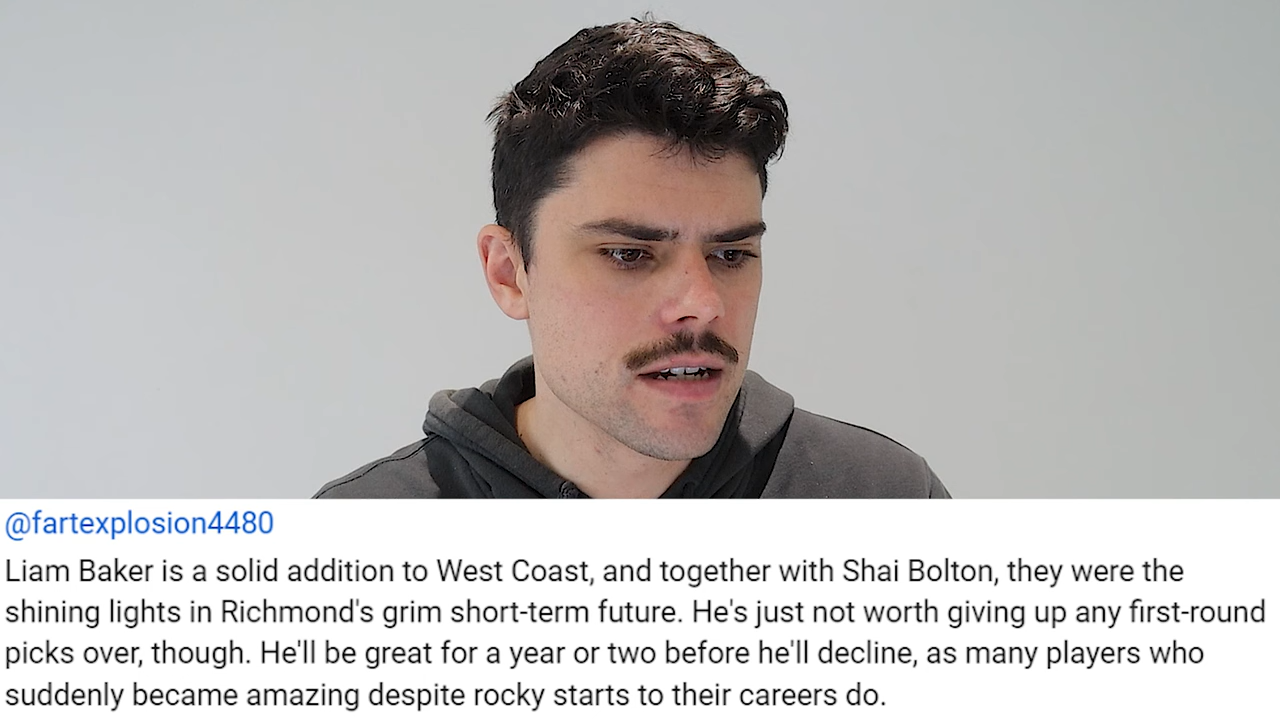 @fartexplosion4480
Liam Baker is a solid addition to West Coast, and together with Shai Bolton, they were the
shining lights in Richmond's grim short-term future. He's just not worth giving up any first-round
picks over, though. He'll be great for a year or two before he'll decline, as many players who
suddenly became amazing despite rocky starts to their careers do.